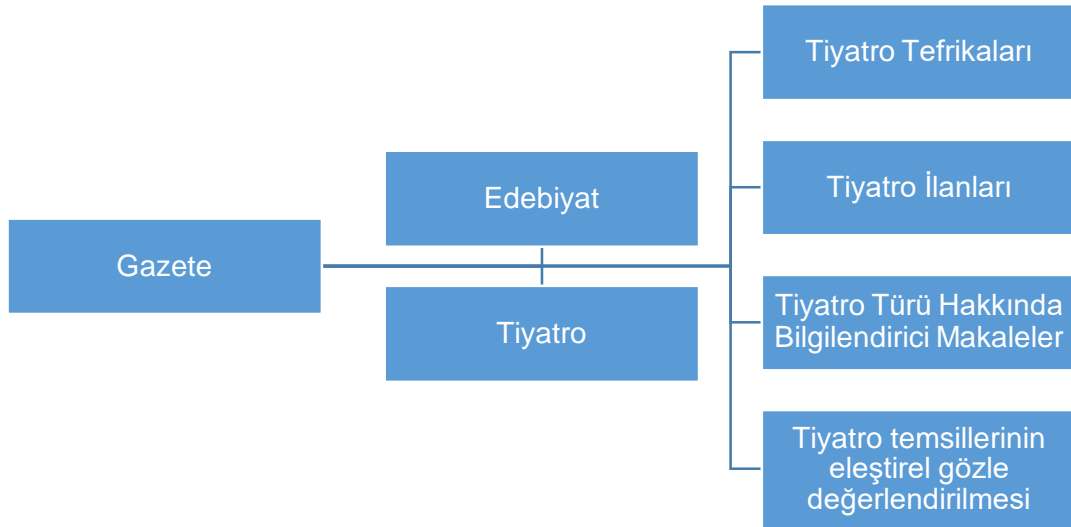 Gazete
Edebiyat
Tiyatro
Tiyatro Tefrikaları
Tiyatro İlanları
Tiyatro Türü Hakkında
Bilgilendirici Makaleler
Tiyatro temsillerinin
eleştirel gözle
değerlendirilmesi